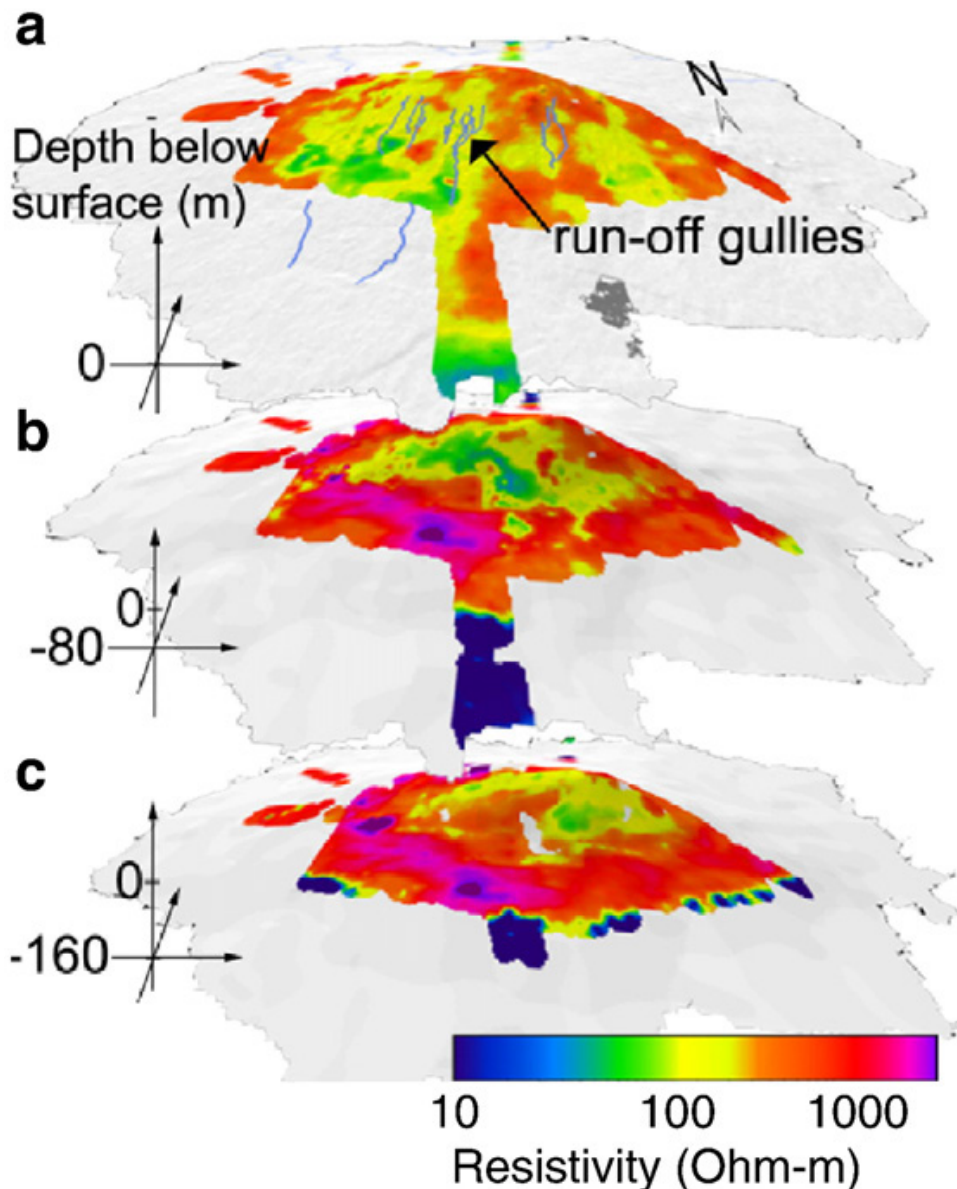 a
N
Depth below
surface (m)
run-off gullies
0
b
0
-80
c
0
-160
10 100 1000
Resistivity (Ohm-m)